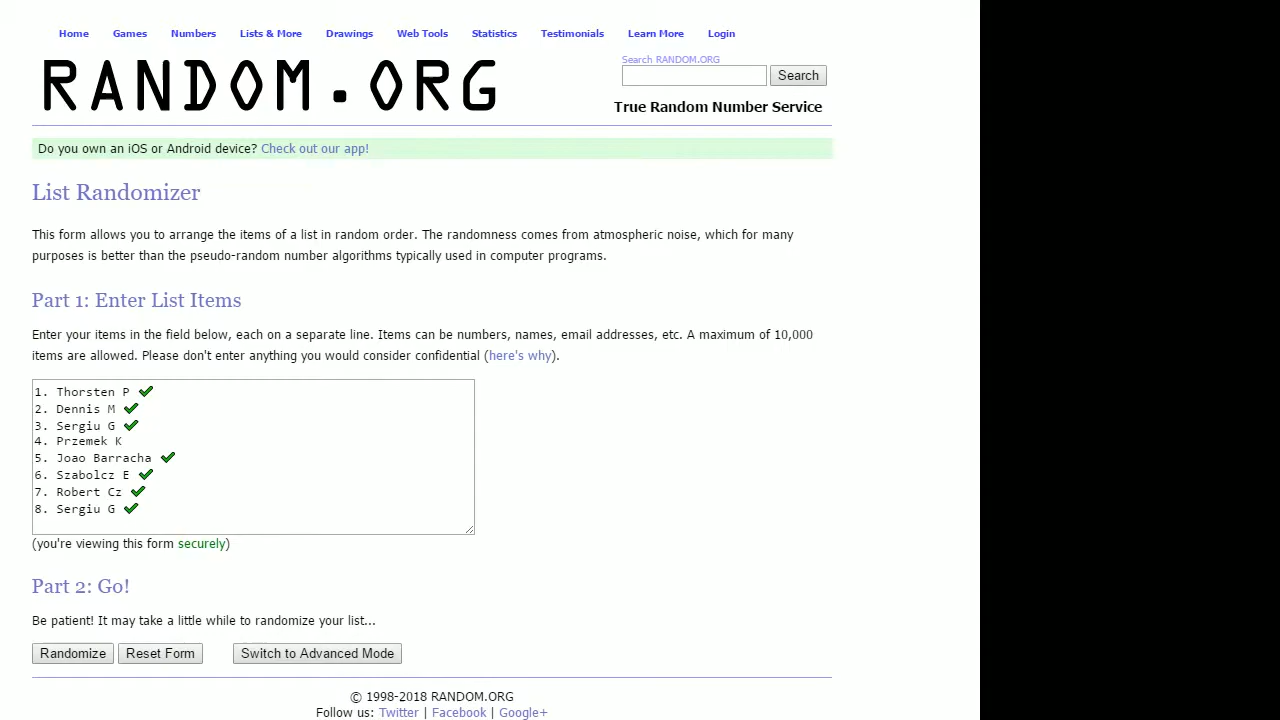 Home Games Numbers Lists & More Drawings Web Tools Statistics Testimonials Learn More Login
RANDOM.ORG
Search RANDOM.ORG
Search
True Random Number Service
Do you own an iOS or Android device? Check out our app!
List Randomizer
This form allows you to arrange the items of a list in random order. The randomness comes from atmospheric noise, which for many
purposes is better than the pseudo-random number algorithms typically used in computer programs.
Part 1: Enter List Items
Enter your items in the field below, each on a separate line. Items can be numbers, names, email addresses, etc. A maximum of 10,000
items are allowed. Please don't enter anything you would consider confidential (here's why).
1. Thorsten P ✔
2. Dennis M ✔
3. Sergiu G ✔
4. Przemek K
5. Joao Barracha ✔
6. Szabolcz E ✔
7. Robert Cz ✔
8. Sergiu G ✔
(you're viewing this form securely)
Part 2: Go!
Be patient! It may take a little while to randomize your list...
Randomize Reset Form Switch to Advanced Mode
© 1998-2018 RANDOM.ORG
Follow us: Twitter | Facebook | Google+